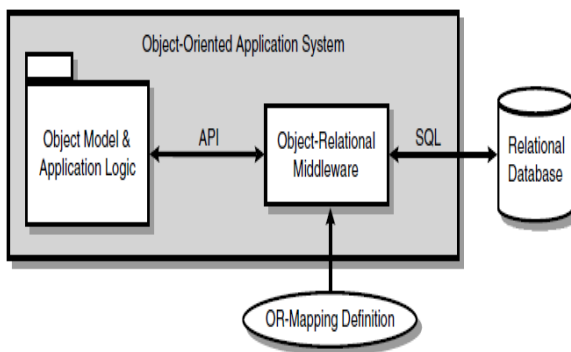 Object-Oriented Application System
Object Model &
Application Logic
API
Object-Relational
Middleware
SQL
Relational
Database
OR-Mapping Definition